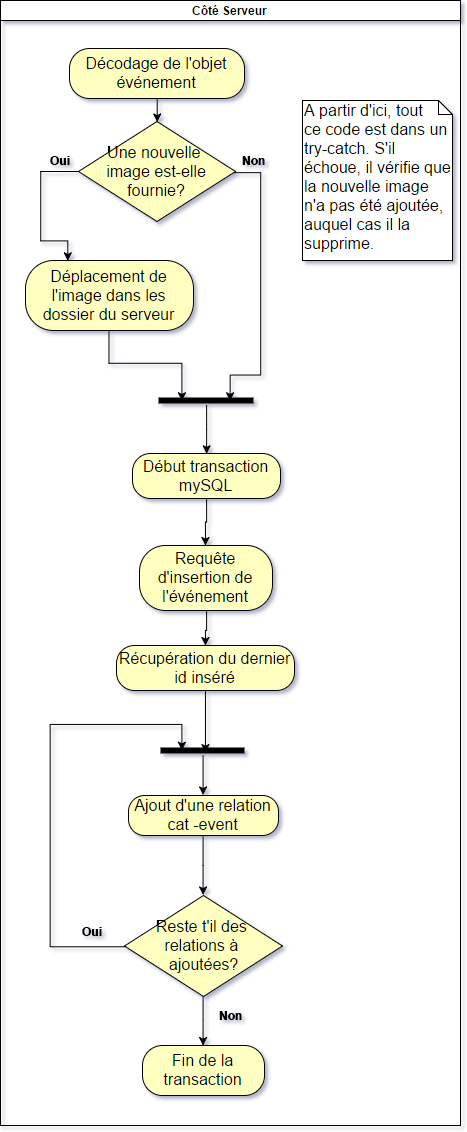 Côté Serveur
Décodage de l'objet
événement
Une nouvelle
image est-elle
fournie?
Oui
Non
A partir d'ici, tout
ce code est dans un
try-catch. S'il
échoue, il vérifie que
la nouvelle image
n'a pas été ajoutée,
auquel cas il la
supprime.
Déplacement de
l'image dans les
dossier du serveur
Début transaction
mySQL
Requête
d'insertion de
l'événement
Récupération du dernier
id inséré
Ajout d'une relation
cat -event
Reste t'il des
relations à
ajoutées?
Oui
Non
Fin de la
transaction